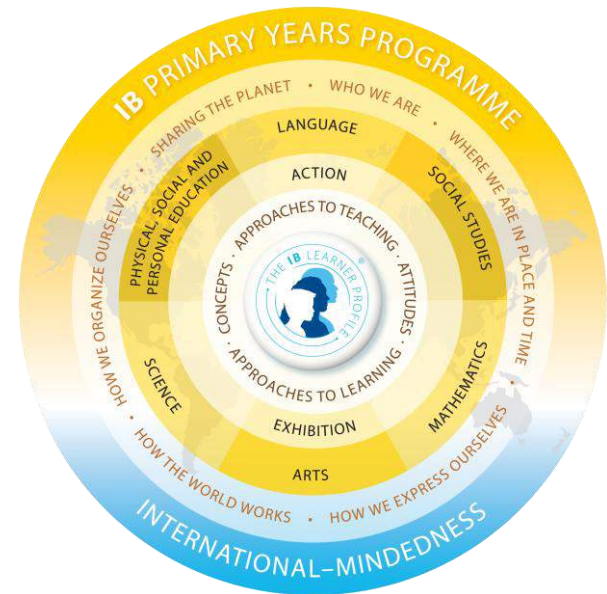 IB PRIMARY YEARS PROGRAMME
SHARING THE PLANET • WHO WE ARE • WHERE WE ARE IN PLACE AND TIME •
HOW WE EXPRESS OURSELVES • HOW THE WORLD WORKS • HOW WE ORGANIZE OURSELVES •
LANGUAGE
SOCIAL STUDIES
MATHEMATICS
ARTS
SCIENCE
PHYSICAL, SOCIAL AND
PERSONAL EDUCATION
ACTION
EXHIBITION
APPROACHES TO TEACHING · ATTITUDES ·
APPROACHES TO LEARNING · CONCEPTS ·
• THE IB LEARNER PROFILE • ®
INTERNATIONAL–MINDEDNESS